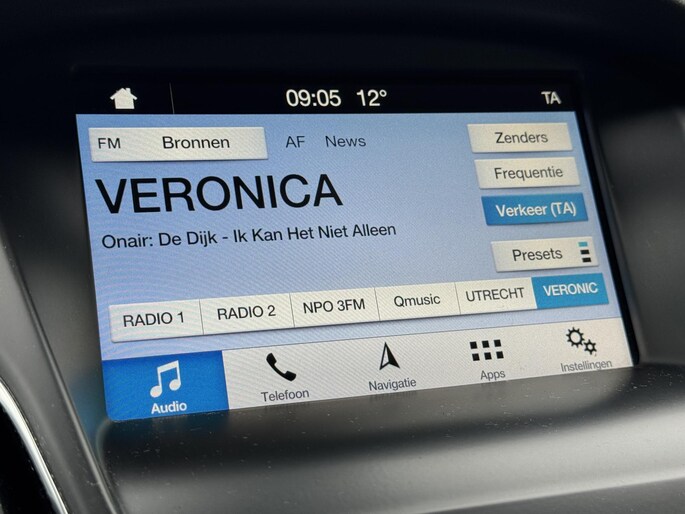 09:05 12° TA
FM Bronnen AF News Zenders
Frequentie
VERONICA
Verkeer (TA)
Onair: De Dijk - Ik Kan Het Niet Alleen
Presets
RADIO 1 RADIO 2 NPO 3FM Qmusic UTRECHT VERONIC
Audio Telefoon Navigatie Apps Instellingen